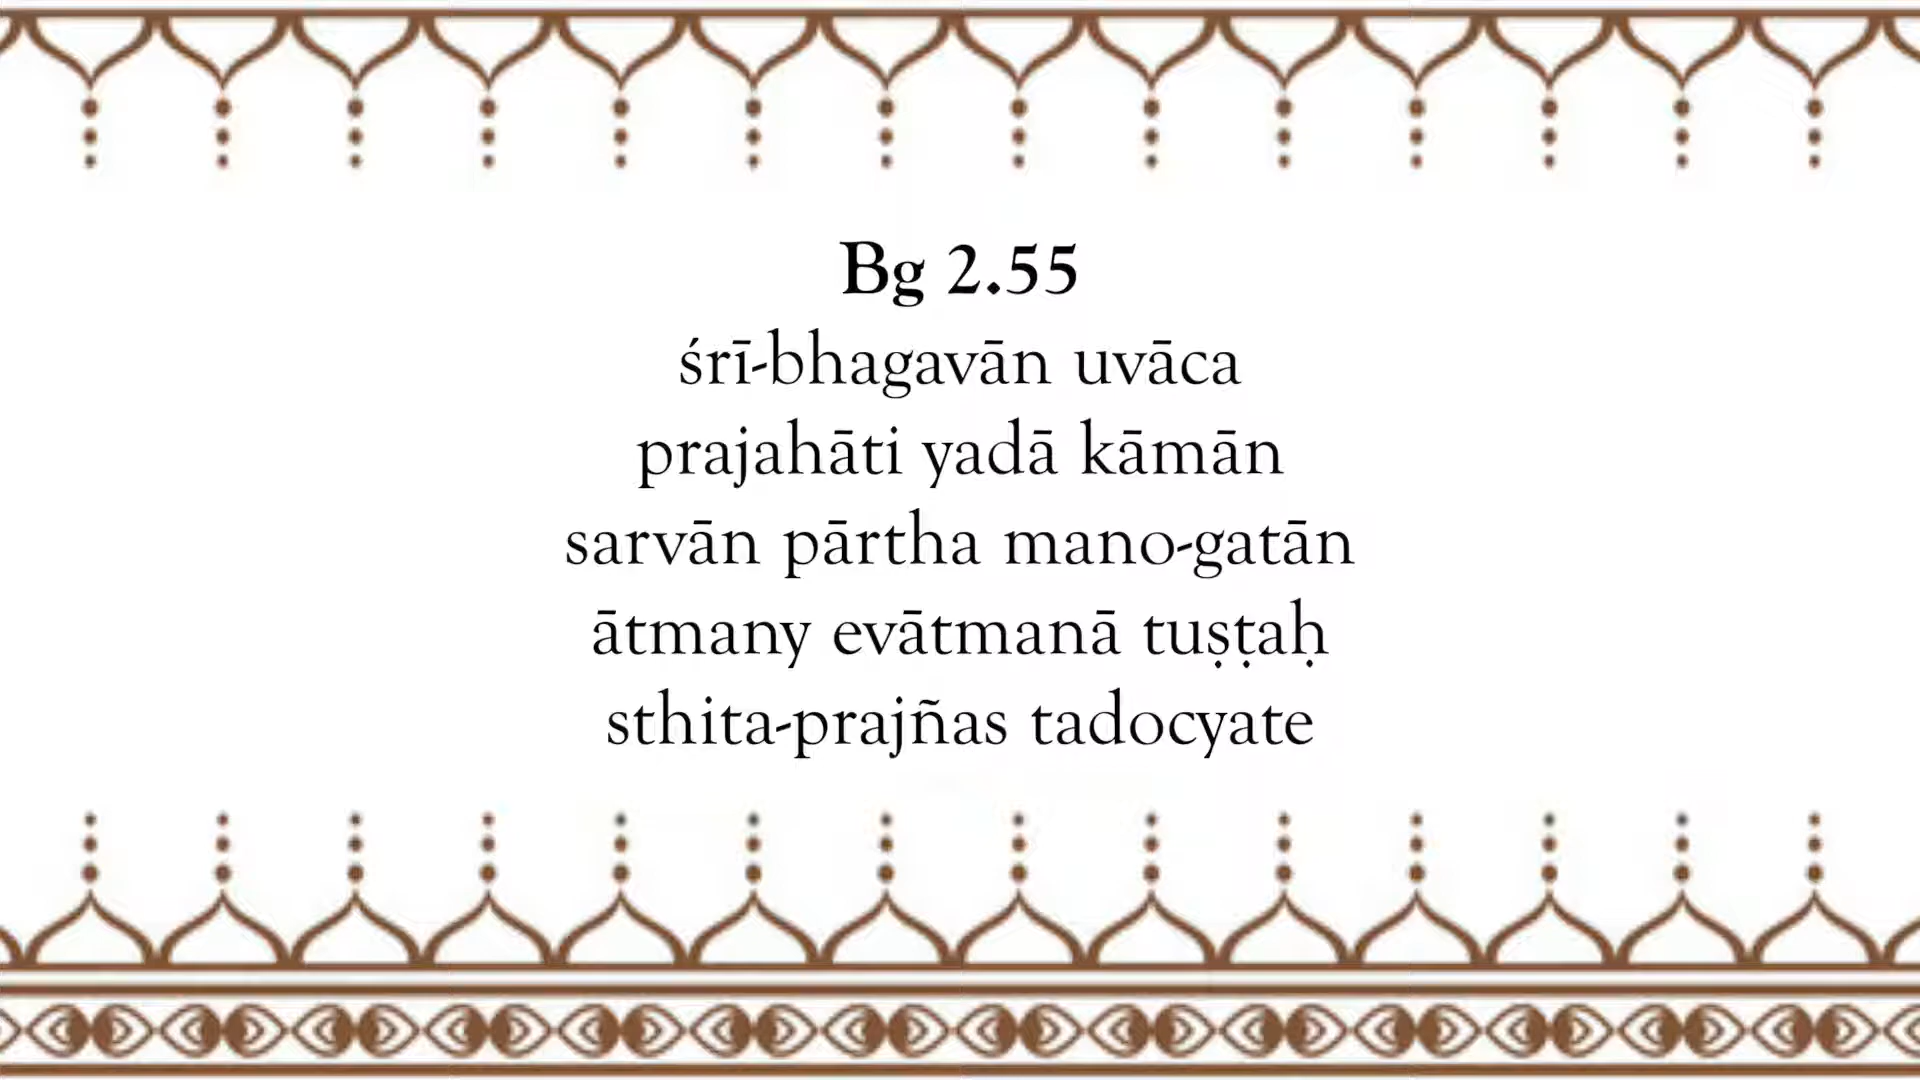 Bg 2.55
śrī-bhagavān uvāca
prajahāti yadā kāmān
sarvān pārtha mano-gatān
ātmany evātmanā tuṣṭaḥ
sthita-prajñas tadocyate